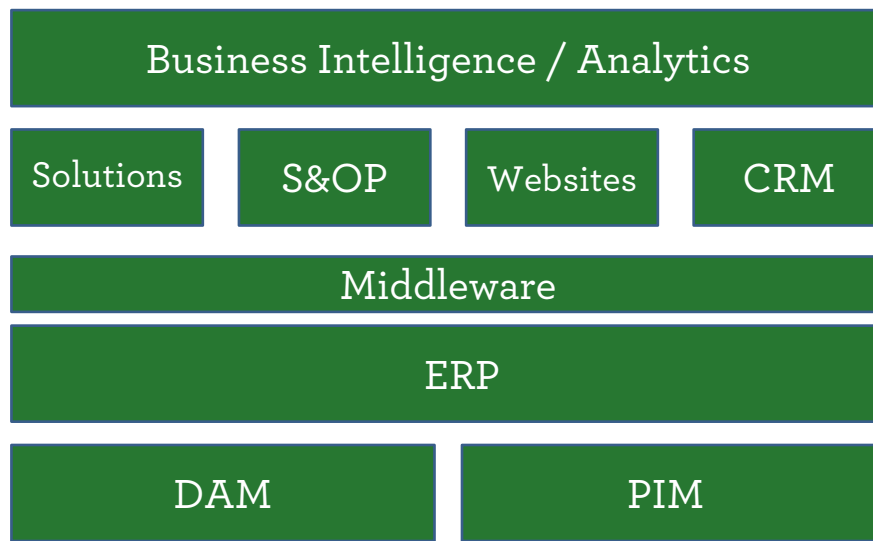 Business Intelligence / Analytics
Solutions
S&OP
Websites
CRM
Middleware
ERP
DAM
PIM